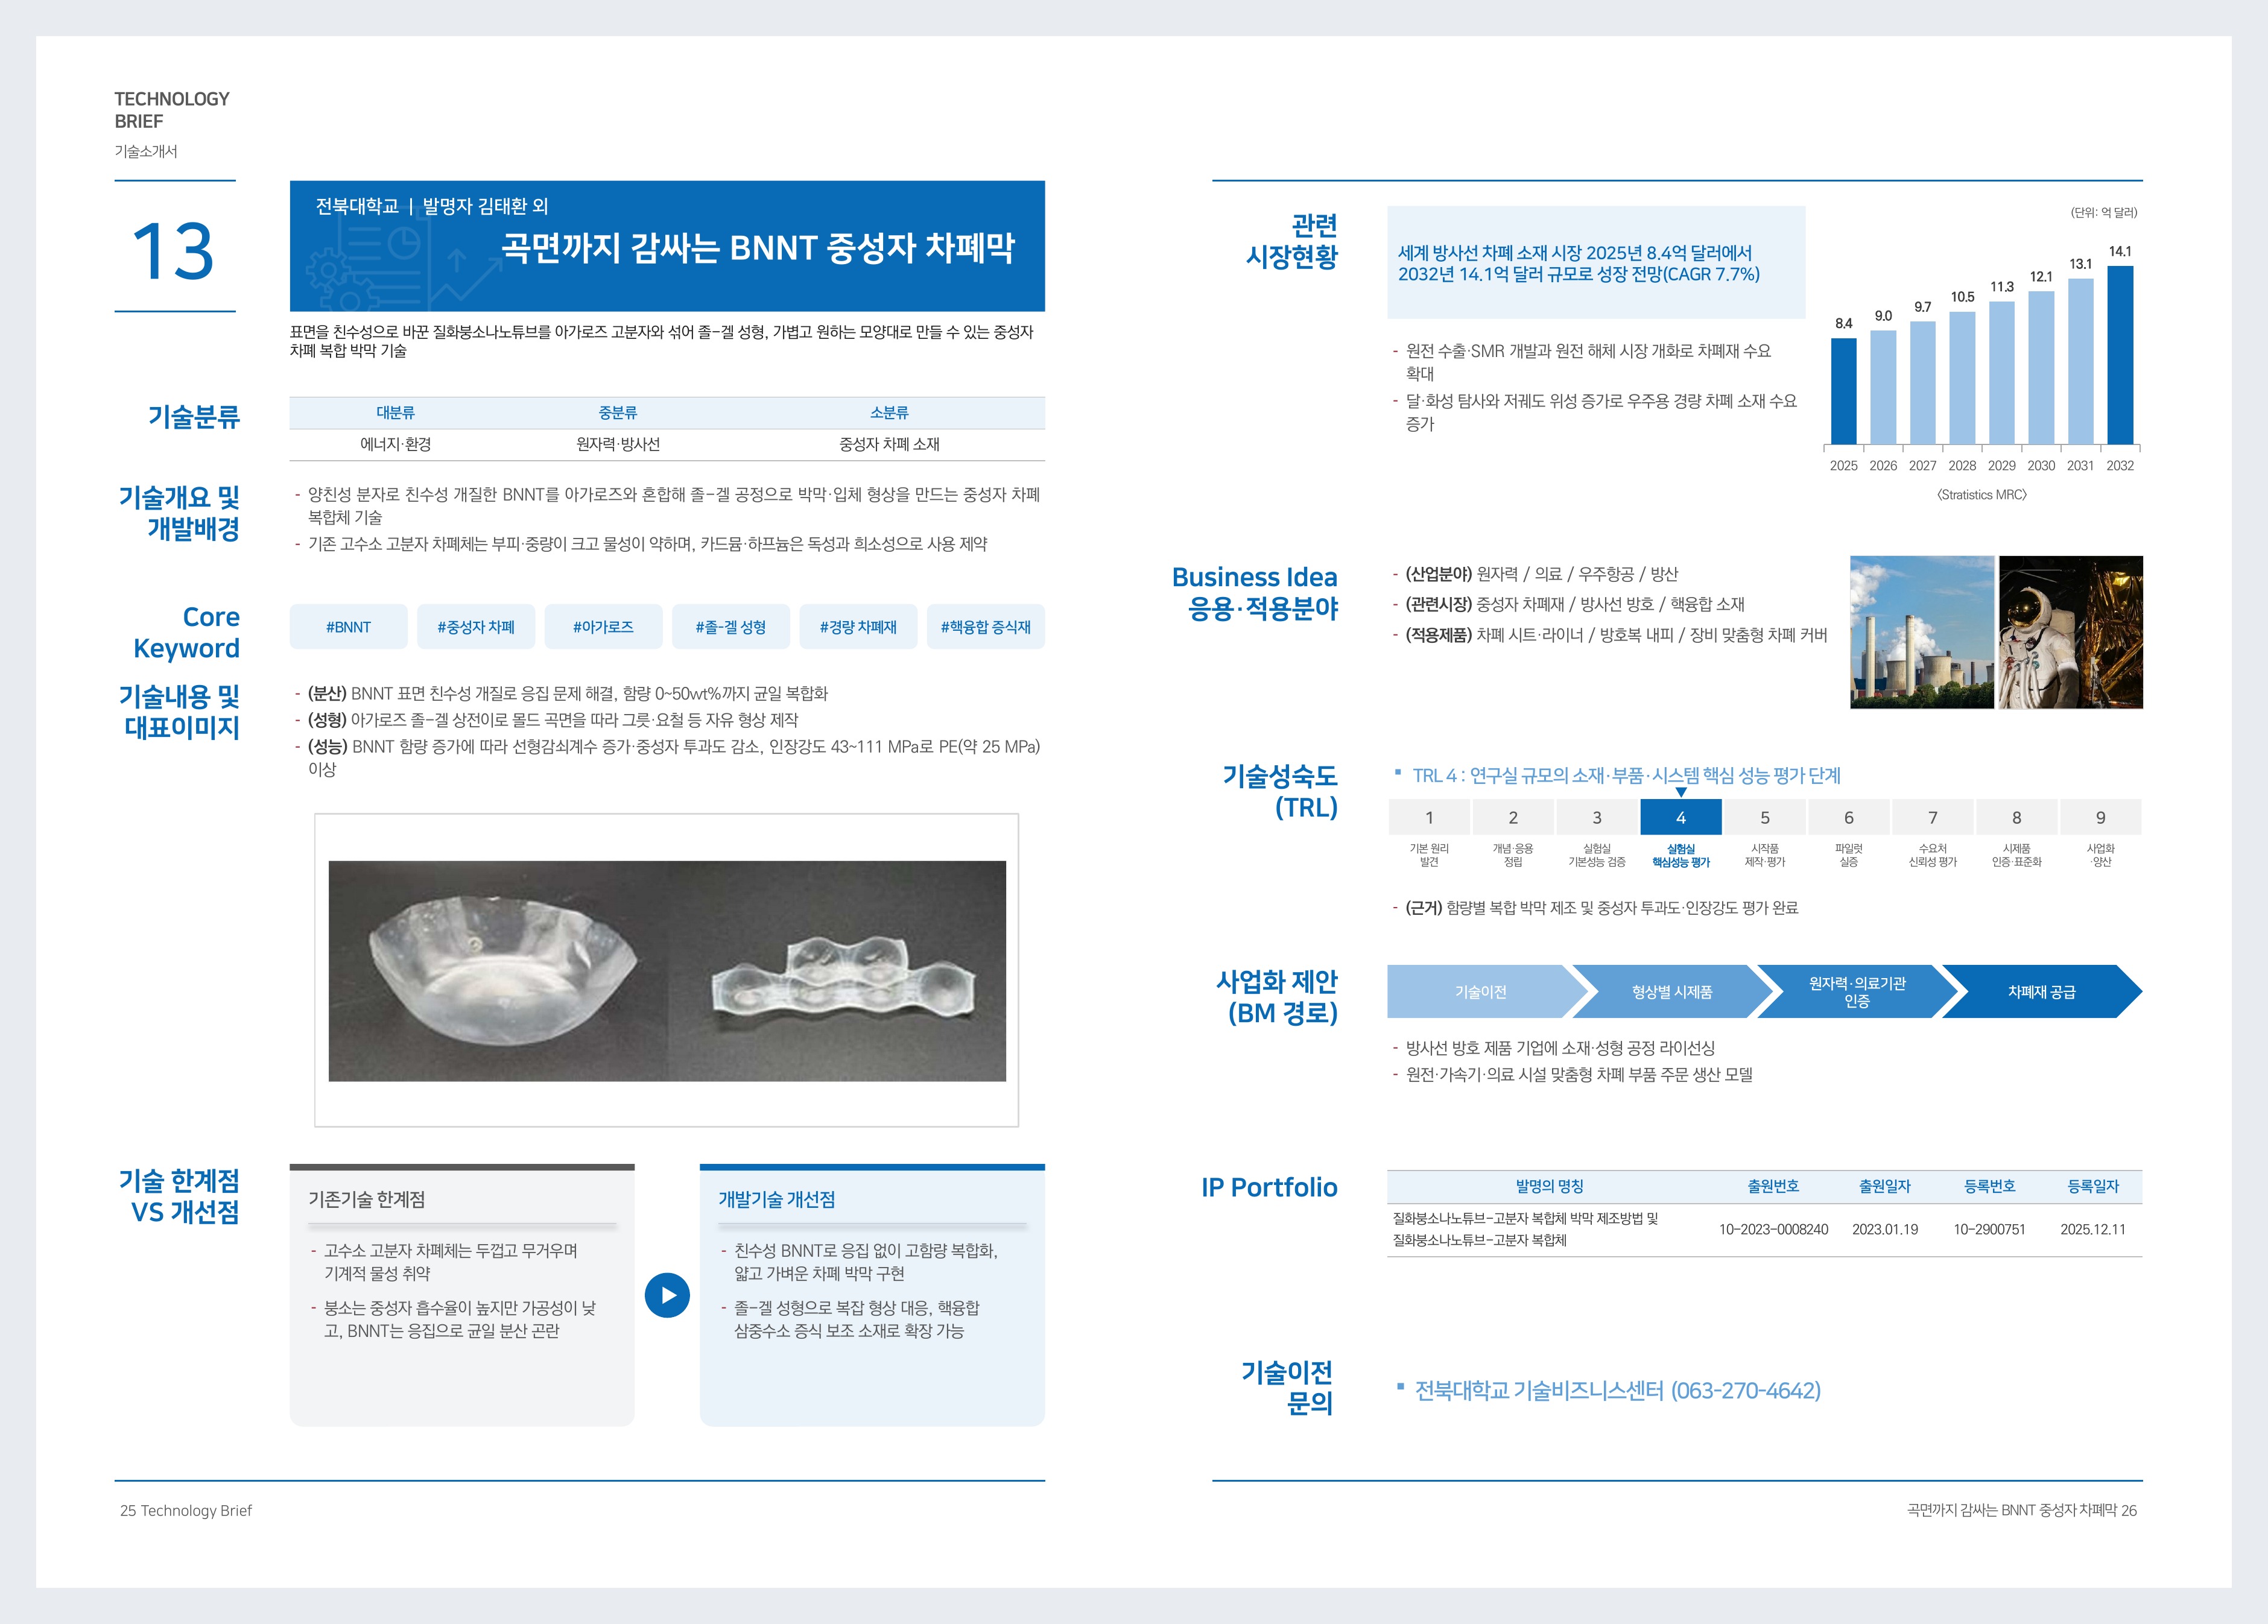 TECHNOLOGY
BRIEF
기술소개서
13
전북대학교 | 발명자 김태환 외
곡면까지 감싸는 BNNT 중성자 차폐막
표면을 친수성으로 바꾼 질화붕소나노튜브를 아가로즈 고분자와 섞어 졸-겔 성형, 가볍고 원하는 모양대로 만들 수 있는 중성자
차폐 복합 박막 기술
기술분류
대분류 중분류 소분류
에너지·환경 원자력·방사선 중성자 차폐 소재
기술개요 및
개발배경
- 양친성 분자로 친수성 개질한 BNNT를 아가로즈와 혼합해 졸-겔 공정으로 박막·입체 형상을 만드는 중성자 차폐
복합체 기술
- 기존 고수소 고분자 차폐체는 부피·중량이 크고 물성이 약하며, 카드뮴·하프늄은 독성과 희소성으로 사용 제약
Core
Keyword
#BNNT #중성자 차폐 #아가로즈 #졸-겔 성형 #경량 차폐재 #핵융합 증식재
기술내용 및
대표이미지
- (분산) BNNT 표면 친수성 개질로 응집 문제 해결, 함량 0~50wt%까지 균일 복합화
- (성형) 아가로즈 졸-겔 상전이로 몰드 곡면을 따라 그릇·요철 등 자유 형상 제작
- (성능) BNNT 함량 증가에 따라 선형감쇠계수 증가·중성자 투과도 감소, 인장강도 43~111 MPa로 PE(약 25 MPa)
이상
기술 한계점
VS 개선점
기존기술 한계점
- 고수소 고분자 차폐체는 두껍고 무거우며
기계적 물성 취약
- 붕소는 중성자 흡수율이 높지만 가공성이 낮
고, BNNT는 응집으로 균일 분산 곤란
개발기술 개선점
- 친수성 BNNT로 응집 없이 고함량 복합화,
얇고 가벼운 차폐 박막 구현
- 졸-겔 성형으로 복잡 형상 대응, 핵융합
삼중수소 증식 보조 소재로 확장 가능
25 Technology Brief
관련
시장현황
세계 방사선 차폐 소재 시장 2025년 8.4억 달러에서
2032년 14.1억 달러 규모로 성장 전망(CAGR 7.7%)
- 원전 수출·SMR 개발과 원전 해체 시장 개화로 차폐재 수요
확대
- 달·화성 탐사와 저궤도 위성 증가로 우주용 경량 차폐 소재 수요
증가
(단위: 억 달러)
8.4 9.0 9.7 10.5 11.3 12.1 13.1 14.1
2025 2026 2027 2028 2029 2030 2031 2032
〈Stratistics MRC〉
Business Idea
응용·적용분야
- (산업분야) 원자력 / 의료 / 우주항공 / 방산
- (관련시장) 중성자 차폐재 / 방사선 방호 / 핵융합 소재
- (적용제품) 차폐 시트·라이너 / 방호복 내피 / 장비 맞춤형 차폐 커버
기술성숙도
(TRL)
▪ TRL 4 : 연구실 규모의 소재·부품·시스템 핵심 성능 평가 단계
1 2 3 4 5 6 7 8 9
기본 원리 개념·응용 실험실 실험실 시작품 파일럿 수요처 시제품 사업화
발견 정립 기본성능 검증 핵심성능 평가 제작·평가 실증 신뢰성 평가 인증·표준화 ·양산
- (근거) 함량별 복합 박막 제조 및 중성자 투과도·인장강도 평가 완료
사업화 제안
(BM 경로)
기술이전 형상별 시제품 원자력·의료기관
인증 차폐재 공급
- 방사선 방호 제품 기업에 소재·성형 공정 라이선싱
- 원전·가속기·의료 시설 맞춤형 차폐 부품 주문 생산 모델
IP Portfolio
발명의 명칭 출원번호 출원일자 등록번호 등록일자
질화붕소나노튜브-고분자 복합체 박막 제조방법 및
질화붕소나노튜브-고분자 복합체 10-2023-0008240 2023.01.19 10-2900751 2025.12.11
기술이전
문의
▪ 전북대학교 기술비즈니스센터 (063-270-4642)
곡면까지 감싸는 BNNT 중성자 차폐막 26